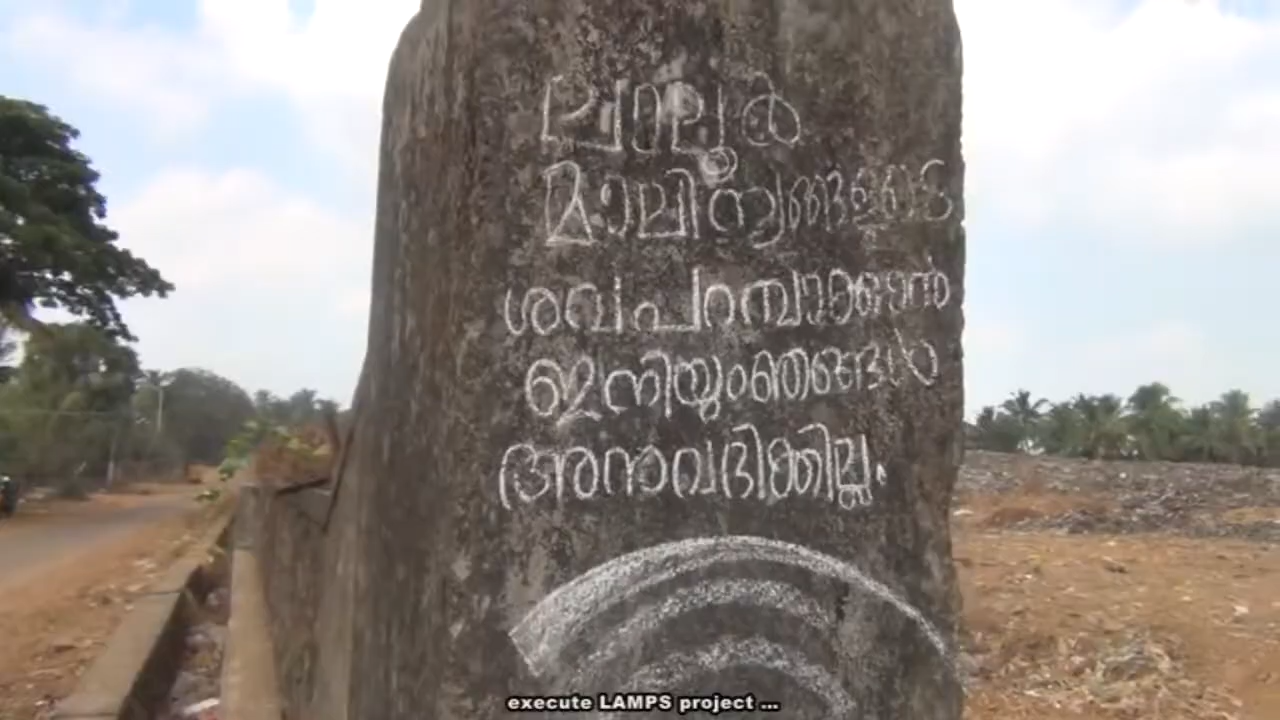 ലാലൂർ
മാലിന്യങ്ങളുടെ
ശവപറമ്പാക്കാൻ
ഇനിയും ഞങ്ങൾ
അനുവദിക്കില്ല.
execute LAMPS project ...